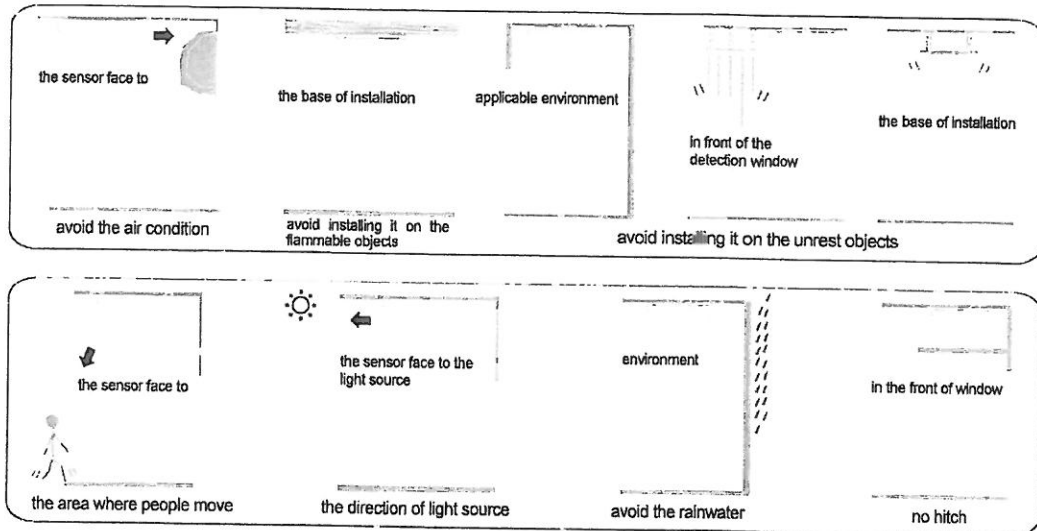 the sensor face to
the base of installation
applicable environment
in front of the
detection window
the base of installation
avoid the air condition
avoid installing it on the
flammable objects
avoid installing it on the unrest objects
the sensor face to
the sensor face to the
light source
environment
in the front of window
the area where people move
the direction of light source
avoid the rainwater
no hitch